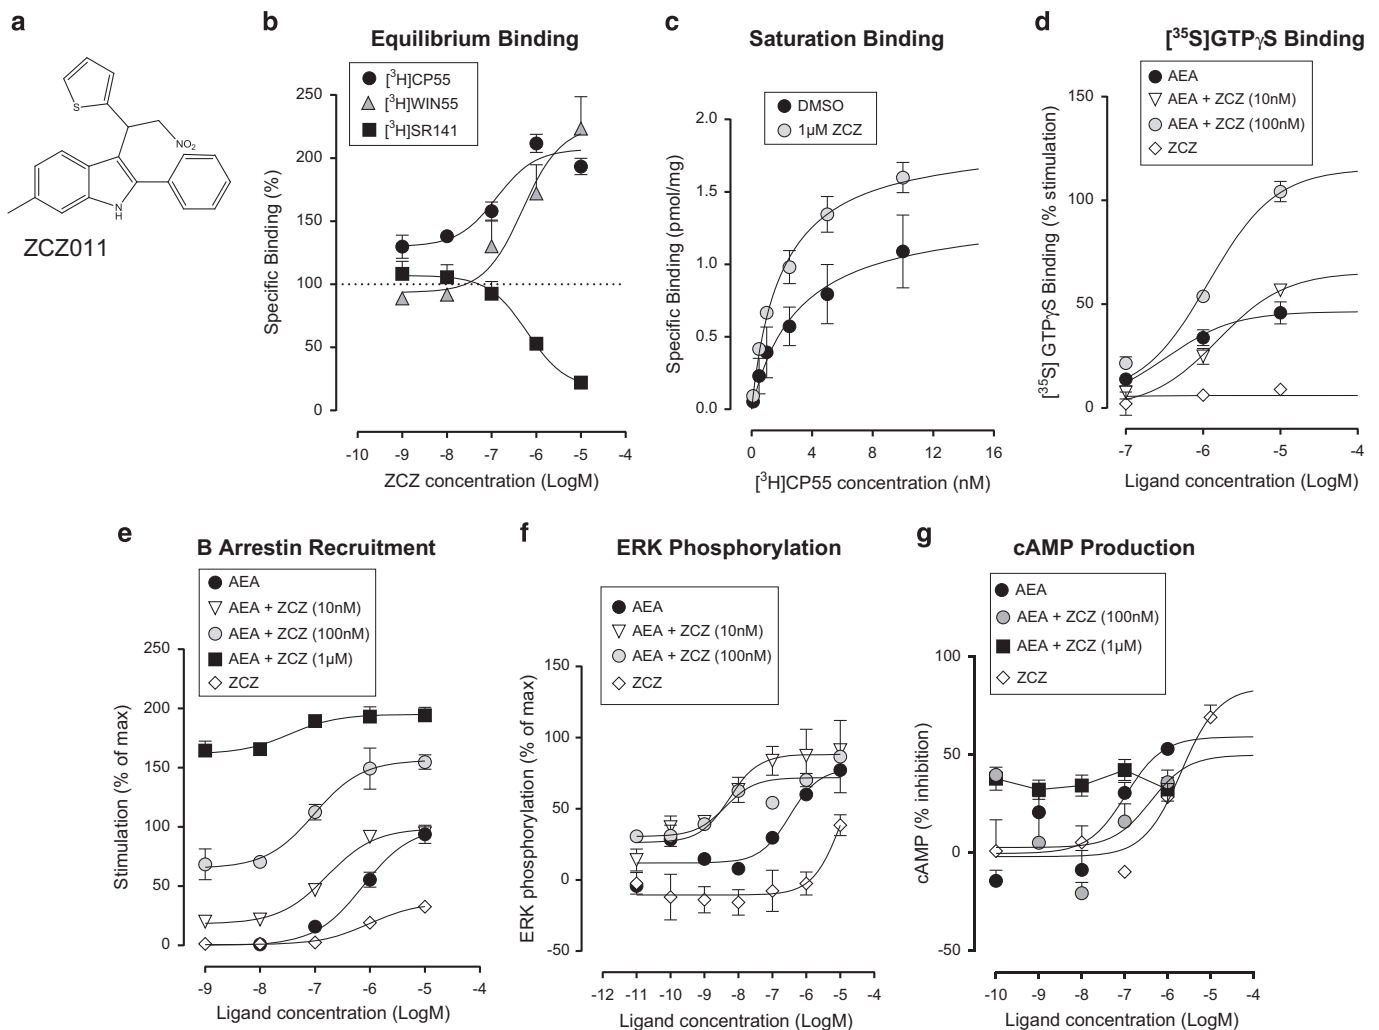 a
S
NO2
N
H
ZCZ011
b
Equilibrium Binding
[3H]CP55
[3H]WIN55
[3H]SR141
250
200
150
100
50
0
Specific Binding (%)
-10 -9 -8 -7 -6 -5 -4
ZCZ concentration (LogM)
c
Saturation Binding
DMSO
1μM ZCZ
2.0
1.5
1.0
0.5
0.0
Specific Binding (pmol/mg)
0 4 8 12 16
[3H]CP55 concentration (nM)
d
[35S]GTPγS Binding
AEA
AEA + ZCZ (10nM)
AEA + ZCZ (100nM)
ZCZ
150
100
50
0
[35S] GTPγS Binding (% stimulation)
-7 -6 -5 -4
Ligand concentration (LogM)
e
B Arrestin Recruitment
AEA
AEA + ZCZ (10nM)
AEA + ZCZ (100nM)
AEA + ZCZ (1μM)
ZCZ
250
200
150
100
50
0
Stimulation (% of max)
-9 -8 -7 -6 -5 -4
Ligand concentration (LogM)
f
ERK Phosphorylation
AEA
AEA + ZCZ (10nM)
AEA + ZCZ (100nM)
ZCZ
150
100
50
0
-50
ERK phosphorylation (% of max)
-12 -11 -10 -9 -8 -7 -6 -5 -4
Ligand concentration (LogM)
g
cAMP Production
AEA
AEA + ZCZ (100nM)
AEA + ZCZ (1μM)
ZCZ
100
50
0
-50
cAMP (% inhibition)
-10 -9 -8 -7 -6 -5 -4
Ligand concentration (LogM)